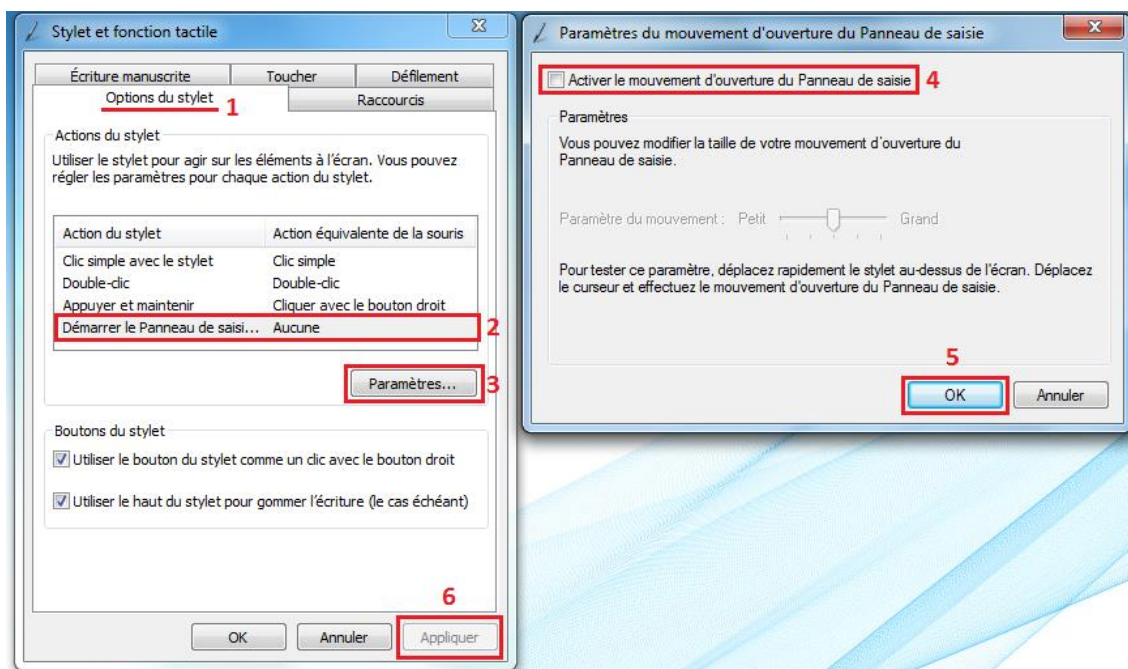 Stylet et fonction tactile
Écriture manuscrite Toucher Défilement
Options du stylet 1 Raccourcis
Actions du stylet
Utiliser le stylet pour agir sur les éléments à l'écran. Vous pouvez
régler les paramètres pour chaque action du stylet.
Action du stylet Action équivalente de la souris
Clic simple avec le stylet Clic simple
Double-clic Double-clic
Appuyer et maintenir Cliquer avec le bouton droit
Démarrer le Panneau de saisi... Aucune 2
Paramètres... 3
Boutons du stylet
Utiliser le bouton du stylet comme un clic avec le bouton droit
Utiliser le haut du stylet pour gommer l'écriture (le cas échéant)
6
OK Annuler Appliquer
Paramètres du mouvement d'ouverture du Panneau de saisie
Activer le mouvement d'ouverture du Panneau de saisie 4
Paramètres
Vous pouvez modifier la taille de votre mouvement d'ouverture du
Panneau de saisie.
Paramètre du mouvement : Petit Grand
Pour tester ce paramètre, déplacez rapidement le stylet au-dessus de l'écran. Déplacez
le curseur et effectuez le mouvement d'ouverture du Panneau de saisie.
5
OK Annuler